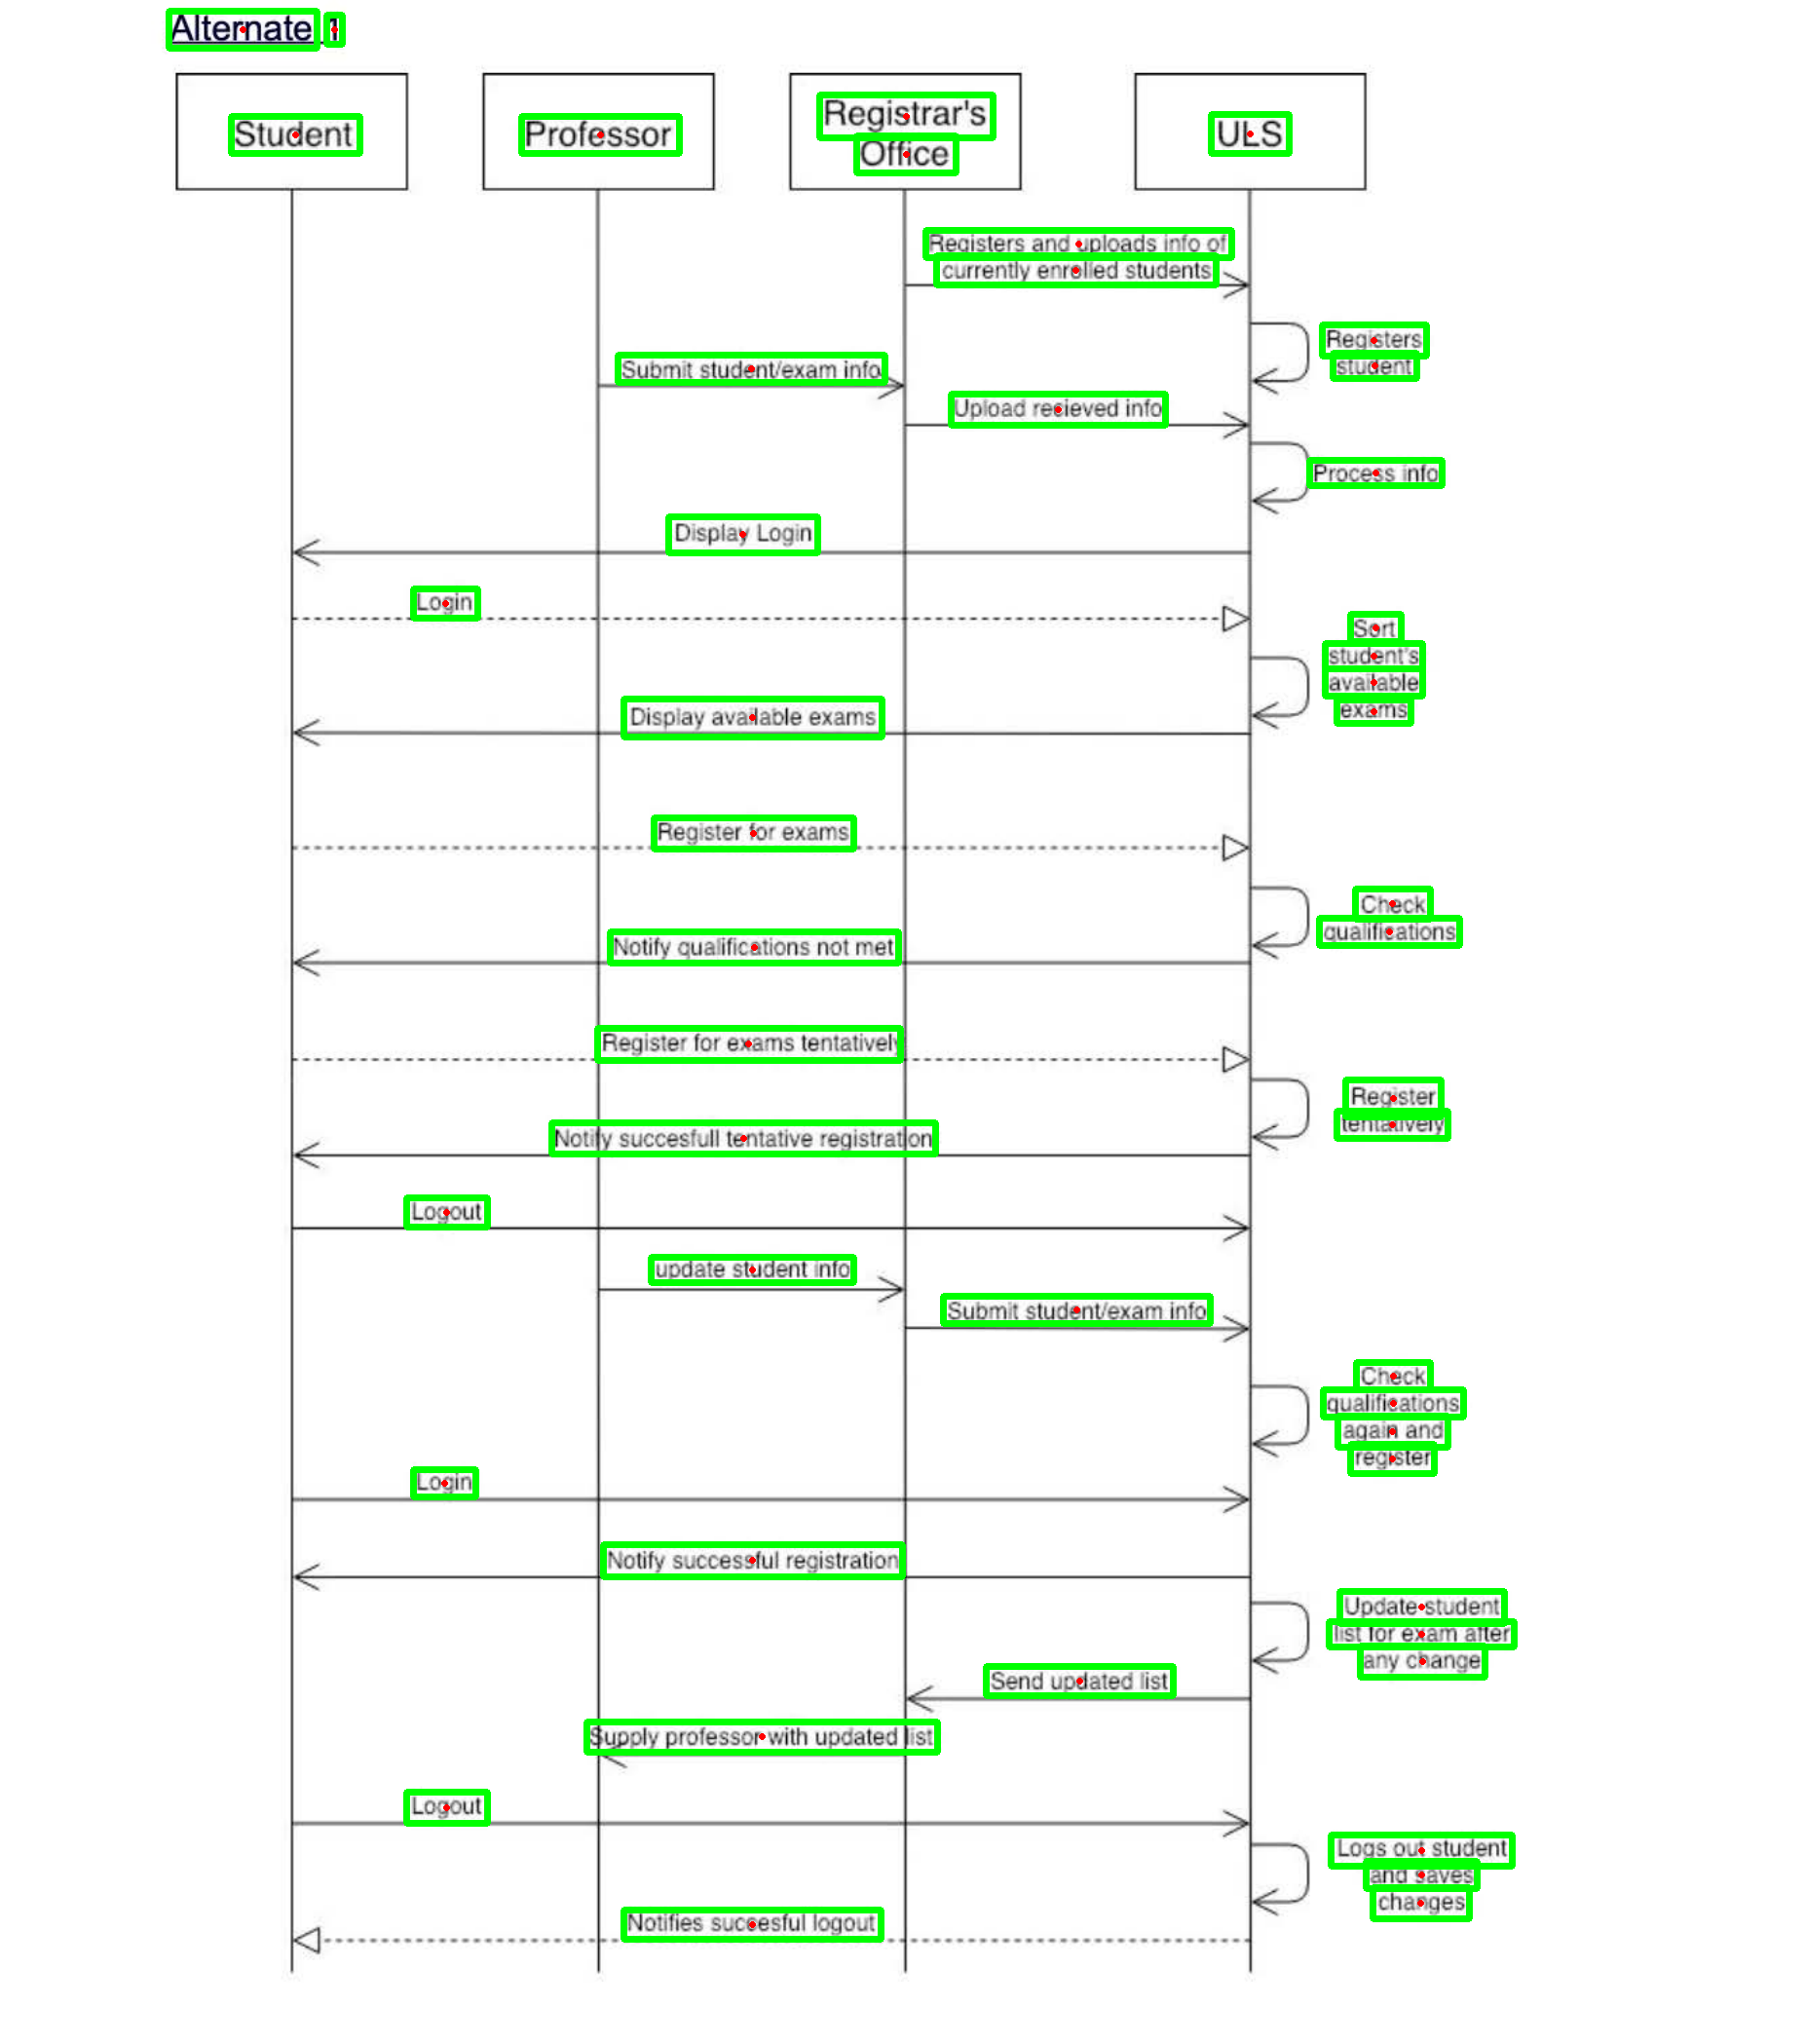 Alternate 1
Student
Professor
Registrar's
Office
ULS
Registers and uploads info of
currently enrolled students
Registers
student
Submit student/exam info
Upload recieved info
Process info
Display Login
Login
Sort
student's
available
exams
Display available exams
Register for exams
Check
qualifications
Notify qualifications not met
Register for exams tentatively
Register
tentatively
Notify succesfull tentative registration
Logout
update student info
Submit student/exam info
Check
qualifications
again and
register
Login
Notify successful registration
Update student
list for exam after
any change
Send updated list
Supply professor with updated list
Logout
Logs out student
and saves
changes
Notifies succesful logout